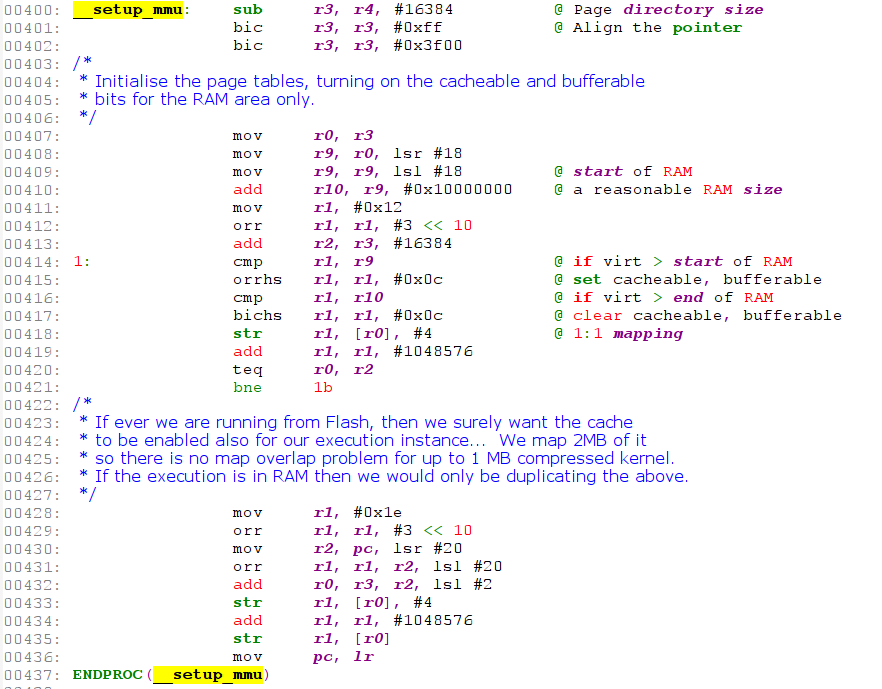 00400: __setup_mmu: sub r3, r4, #16384 @ Page directory size
00401: bic r3, r3, #0xff @ Align the pointer
00402: bic r3, r3, #0x3f00
00403: /*
00404: * Initialise the page tables, turning on the cacheable and bufferable
00405: * bits for the RAM area only.
00406: */
00407: mov r0, r3
00408: mov r9, r0, lsr #18
00409: mov r9, r9, lsl #18 @ start of RAM
00410: add r10, r9, #0x10000000 @ a reasonable RAM size
00411: mov r1, #0x12
00412: orr r1, r1, #3 << 10
00413: add r2, r3, #16384
00414: 1: cmp r1, r9 @ if virt > start of RAM
00415: orrhs r1, r1, #0x0c @ set cacheable, bufferable
00416: cmp r1, r10 @ if virt > end of RAM
00417: bichs r1, r1, #0x0c @ clear cacheable, bufferable
00418: str r1, [r0], #4 @ 1:1 mapping
00419: add r1, r1, #1048576
00420: teq r0, r2
00421: bne 1b
00422: /*
00423: * If ever we are running from Flash, then we surely want the cache
00424: * to be enabled also for our execution instance... We map 2MB of it
00425: * so there is no map overlap problem for up to 1 MB compressed kernel.
00426: * If the execution is in RAM then we would only be duplicating the above.
00427: */
00428: mov r1, #0x1e
00429: orr r1, r1, #3 << 10
00430: mov r2, pc, lsr #20
00431: orr r1, r1, r2, lsl #20
00432: add r0, r3, r2, lsl #2
00433: str r1, [r0], #4
00434: add r1, r1, #1048576
00435: str r1, [r0]
00436: mov pc, lr
00437: ENDPROC(__setup_mmu)